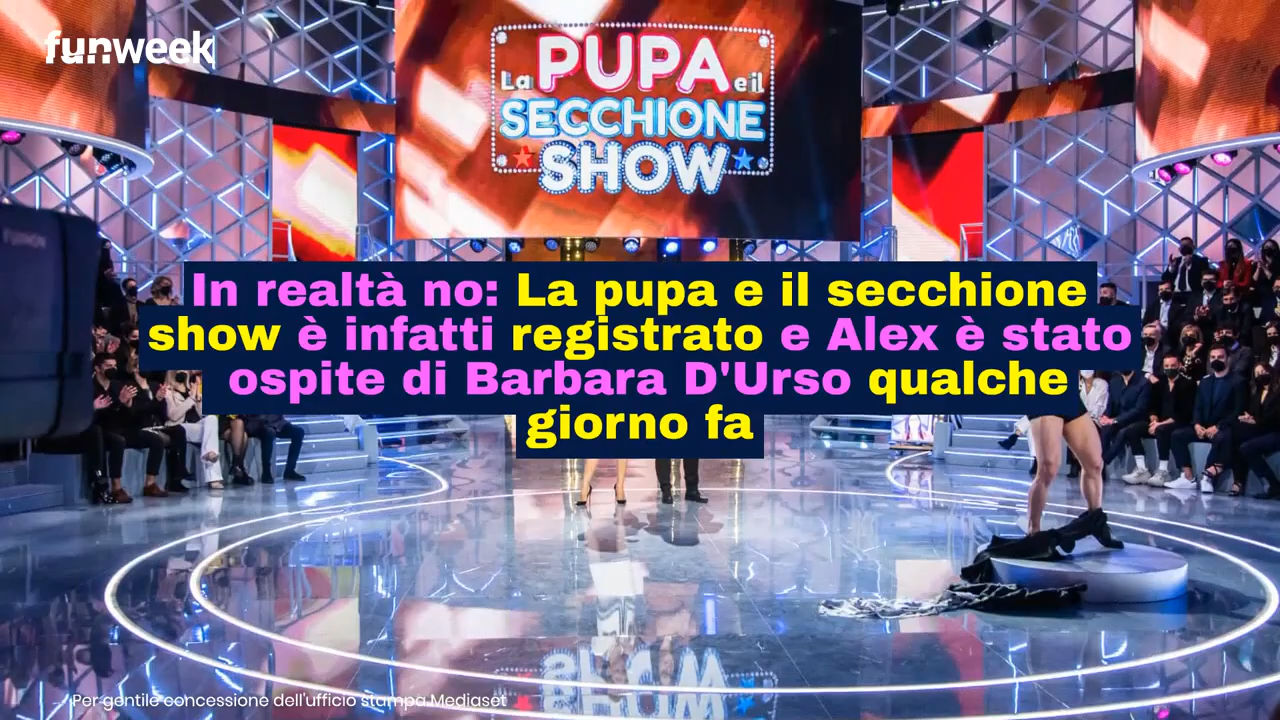 funweek
La PUPA e il
SECCHIONE
SHOW
In realtà no: La pupa e il secchione
show è infatti registrato e Alex è stato
ospite di Barbara D'Urso qualche
giorno fa
SHOW
Per gentile concessione dell'ufficio stampa Mediaset